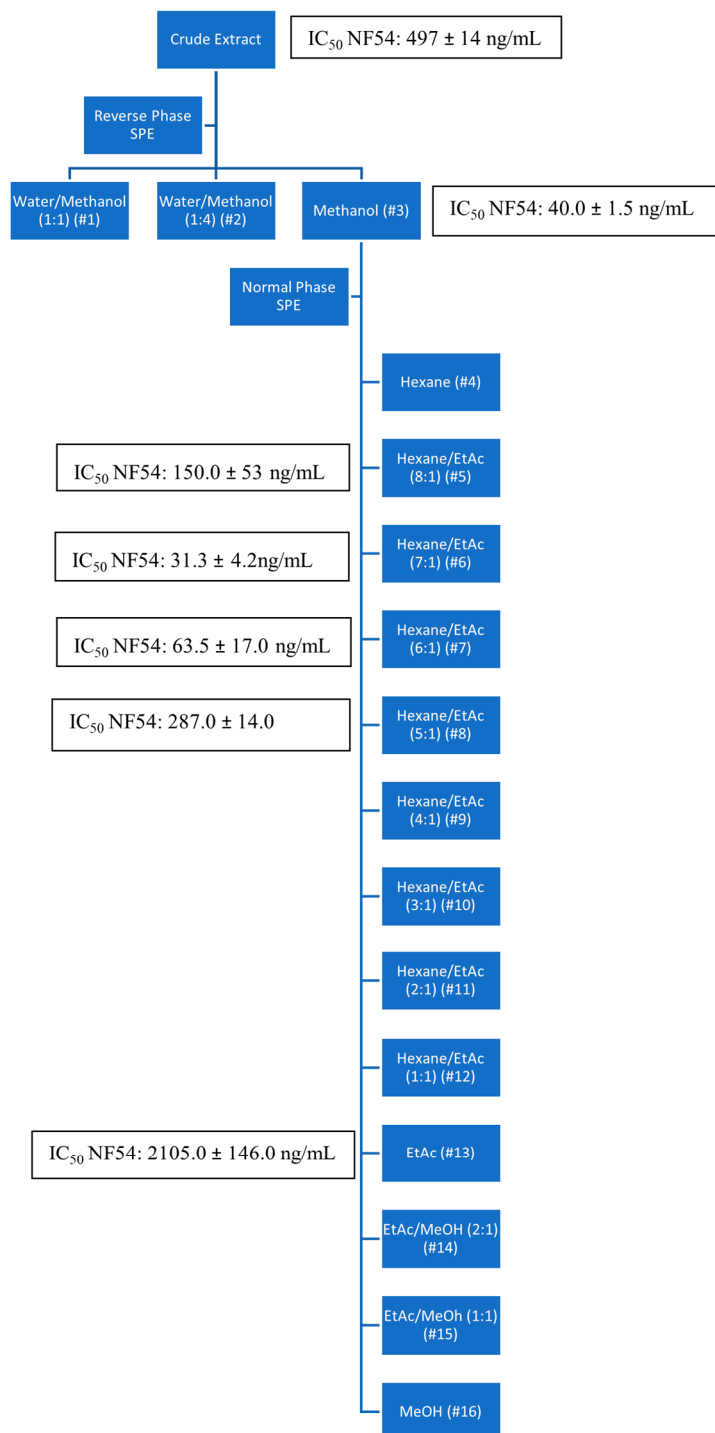 Crude Extract
IC₅₀ NF54: 497 ± 14 ng/mL
Reverse Phase
SPE
Water/Methanol
(1:1) (#1)
Water/Methanol
(1:4) (#2)
Methanol (#3)
IC₅₀ NF54: 40.0 ± 1.5 ng/mL
Normal Phase
SPE
Hexane (#4)
IC₅₀ NF54: 150.0 ± 53 ng/mL
Hexane/EtAc
(8:1) (#5)
IC₅₀ NF54: 31.3 ± 4.2ng/mL
Hexane/EtAc
(7:1) (#6)
IC₅₀ NF54: 63.5 ± 17.0 ng/mL
Hexane/EtAc
(6:1) (#7)
IC₅₀ NF54: 287.0 ± 14.0
Hexane/EtAc
(5:1) (#8)
Hexane/EtAc
(4:1) (#9)
Hexane/EtAc
(3:1) (#10)
Hexane/EtAc
(2:1) (#11)
Hexane/EtAc
(1:1) (#12)
IC₅₀ NF54: 2105.0 ± 146.0 ng/mL
EtAc (#13)
EtAc/MeOH (2:1)
(#14)
EtAc/MeOh (1:1)
(#15)
MeOH (#16)